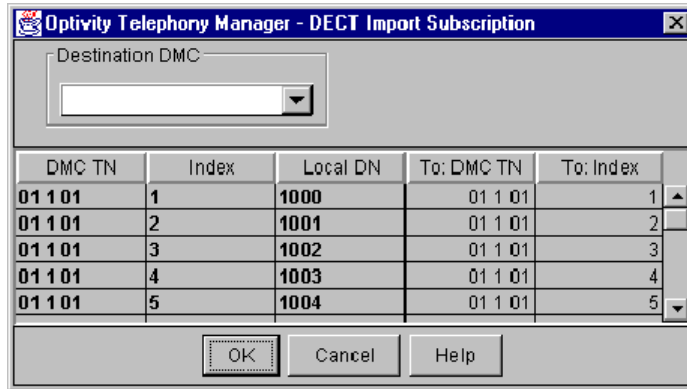 Optivity Telephony Manager - DECT Import Subscription
Destination DMC
DMC TN Index Local DN To: DMC TN To: Index
01 1 01 1 1000 01 1 01 1
01 1 01 2 1001 01 1 01 2
01 1 01 3 1002 01 1 01 3
01 1 01 4 1003 01 1 01 4
01 1 01 5 1004 01 1 01 5
OK Cancel Help